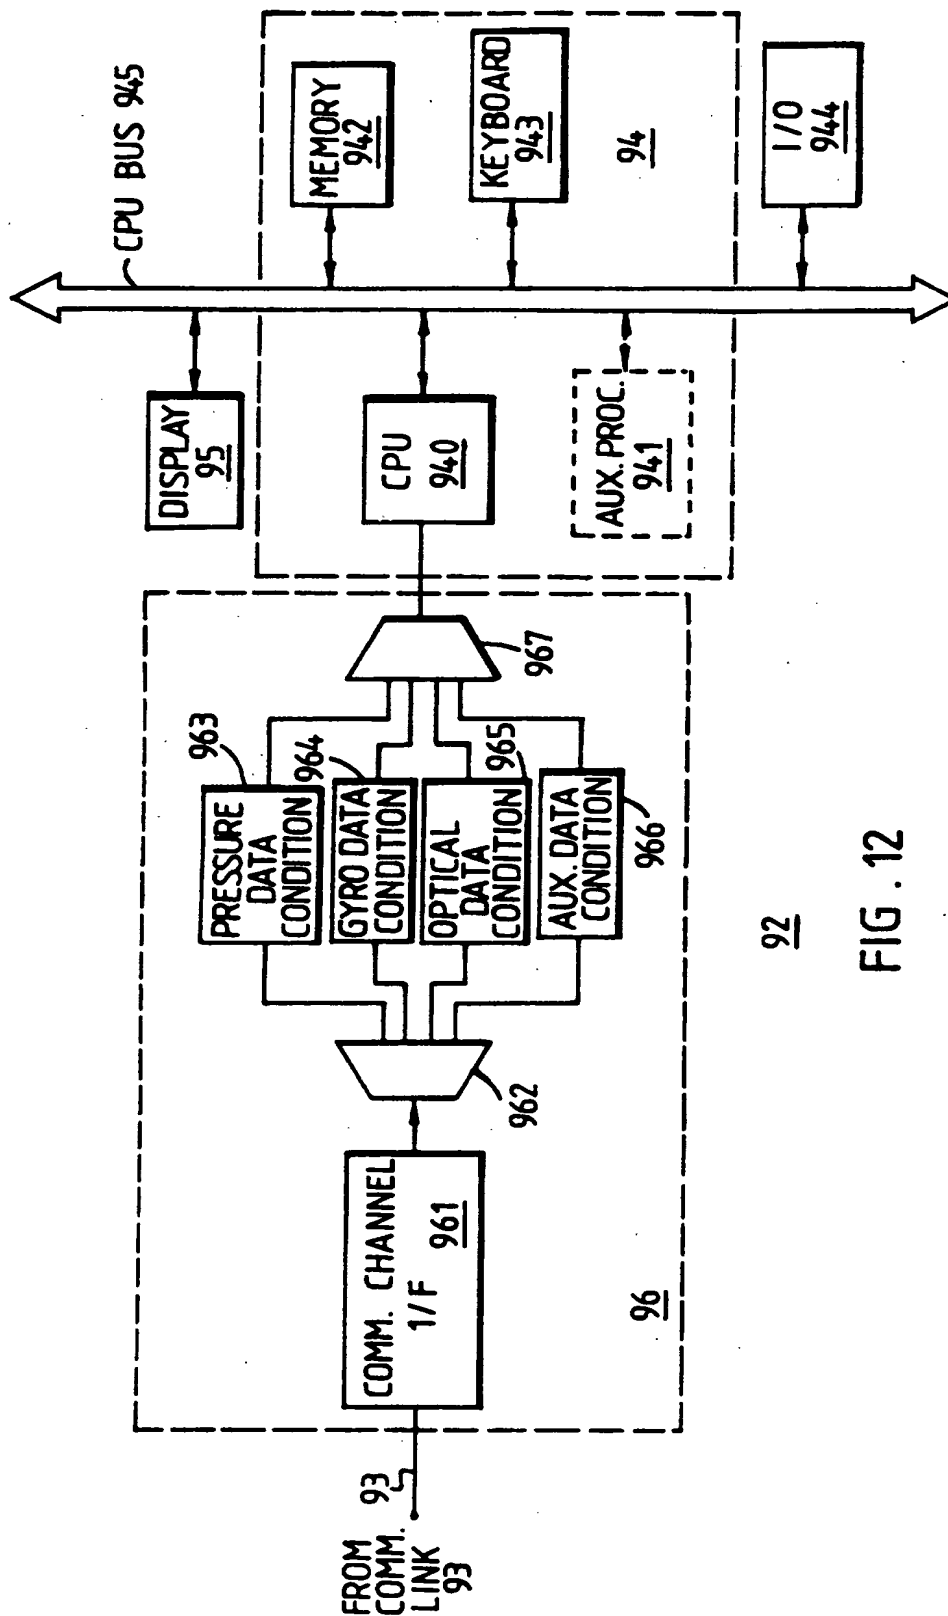 FROM
COMM.
LINK
93
93
COMM. CHANNEL
1/F
961
962
PRESSURE
DATA
CONDITION
963
GYRO DATA
CONDITION
964
OPTICAL
DATA
CONDITION
965
AUX. DATA
CONDITION
966
967
96
DISPLAY
95
CPU BUS 945
CPU
940
MEMORY
942
KEYBOARD
943
AUX. PROC.
941
94
I/O
944
92
FIG. 12